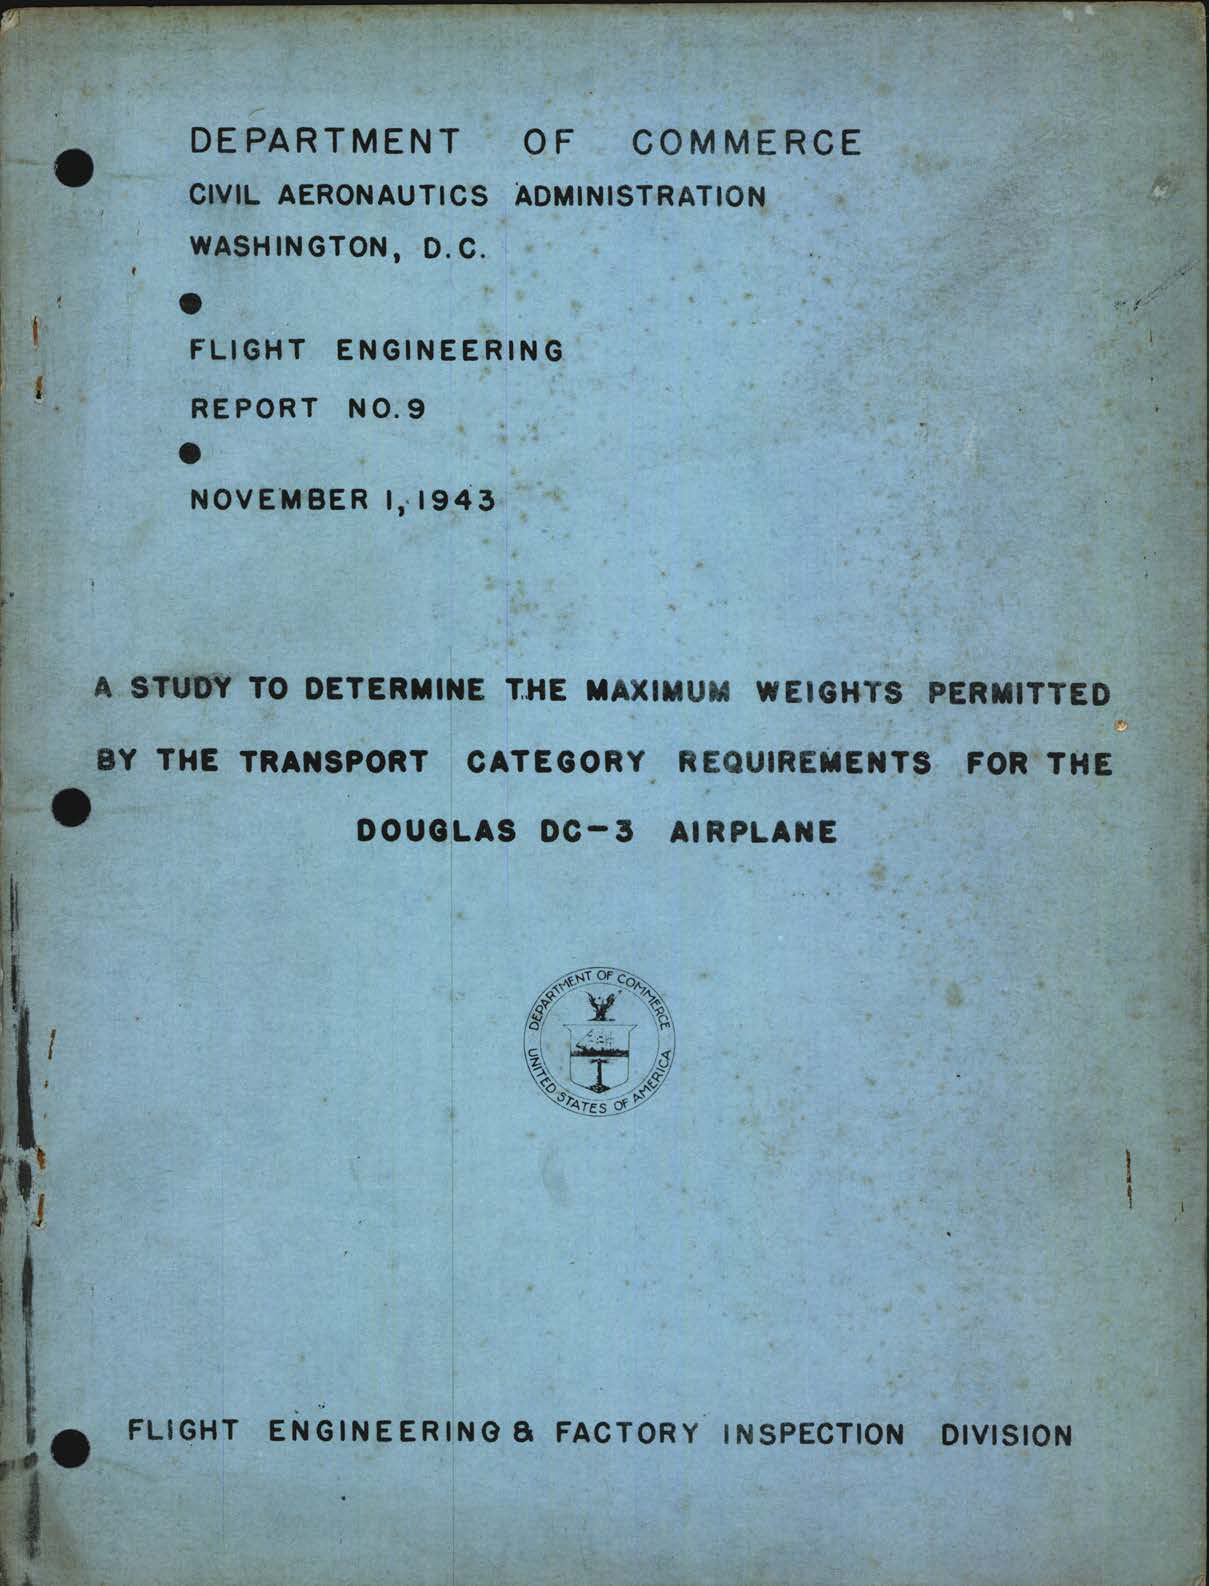 DEPARTMENT OF COMMERCE
CIVIL AERONAUTICS ADMINISTRATION
WASHINGTON, D.C.
FLIGHT ENGINEERING
REPORT NO. 9
NOVEMBER 1, 1943
A STUDY TO DETERMINE THE MAXIMUM WEIGHTS PERMITTED
BY THE TRANSPORT CATEGORY REQUIREMENTS FOR THE
DOUGLAS DC-3 AIRPLANE
DEPARTMENT OF COMMERCE
UNITED STATES OF AMERICA
FLIGHT ENGINEERING & FACTORY INSPECTION DIVISION